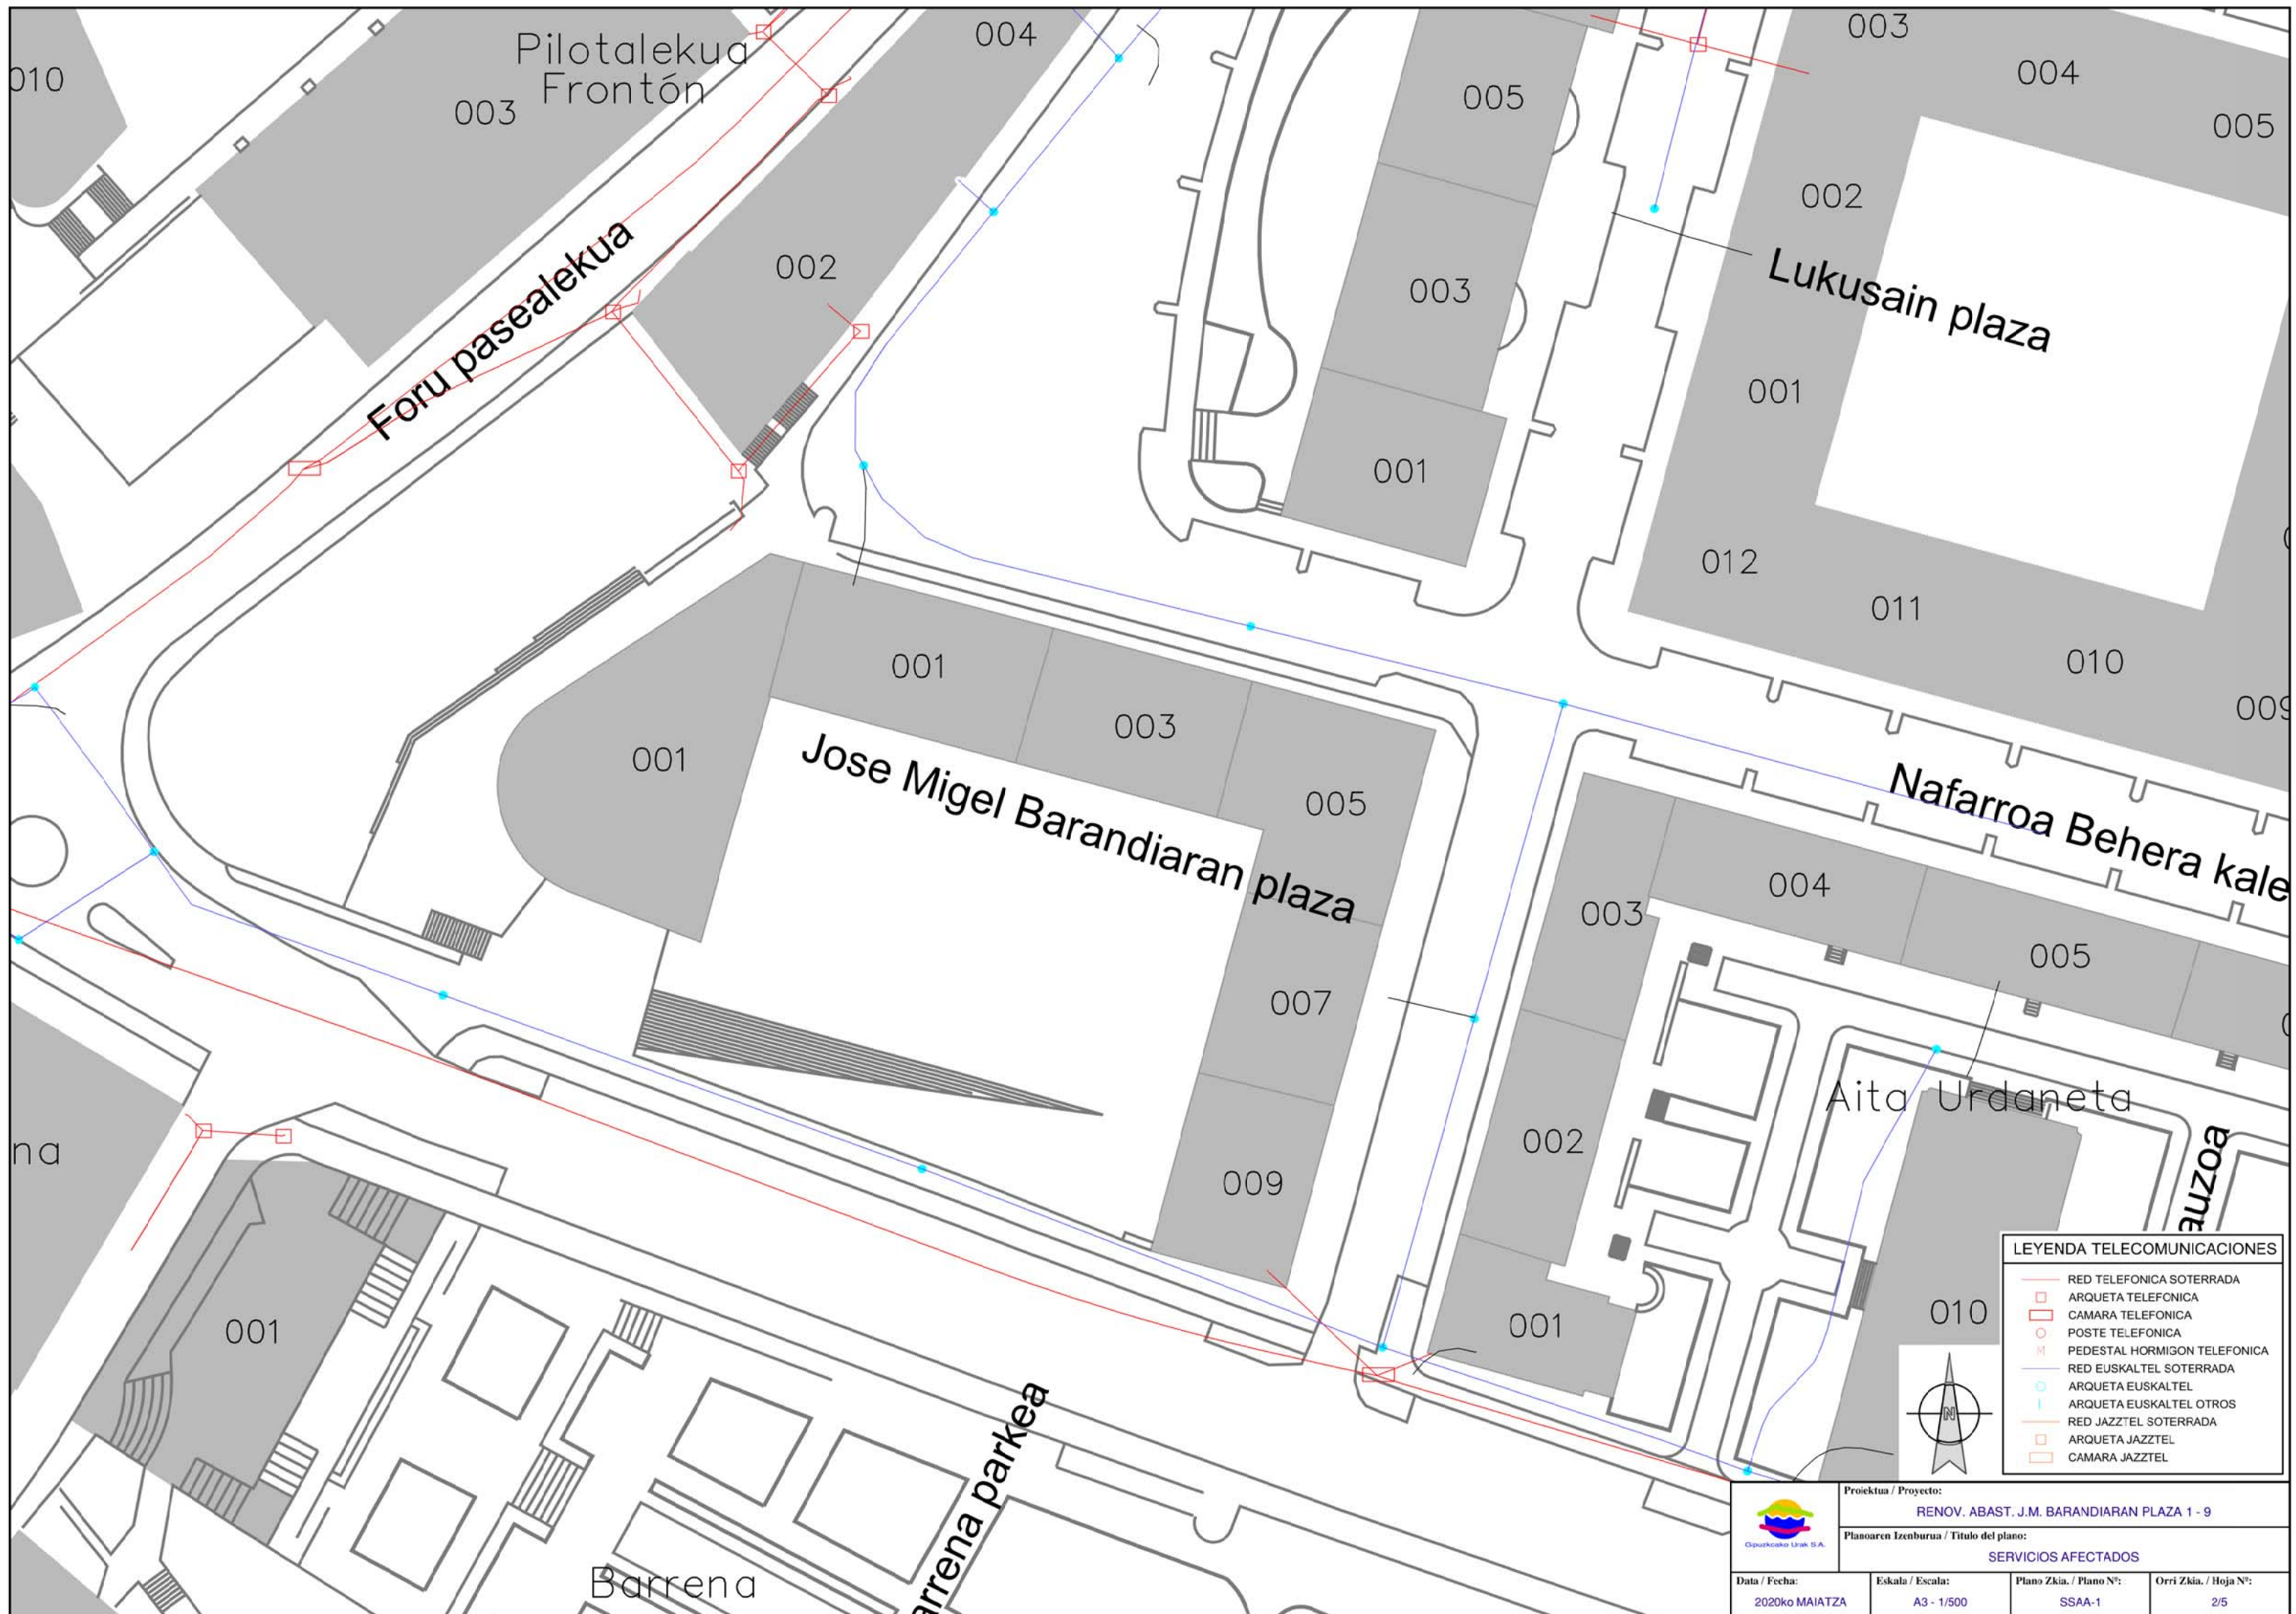 004
003
010
Pilotalekua
Frontón
003
005
004
005
002
Foru pasealekua
002
Lukusain plaza
003
001
001
012
011
001
010
003
009
001
Jose Migel Barandiaran plaza
005
Nafarroa Behera kale
004
003
005
007
Aita Urdaneta
002
na
009
auzoa
001
001
010
Barrena
arrena parkea
LEYENDA TELECOMUNICACIONES
RED TELEFONICA SOTERRADA
ARQUETA TELEFONICA
CAMARA TELEFONICA
POSTE TELEFONICA
PEDESTAL HORMIGON TELEFONICA
RED EUSKALTEL SOTERRADA
ARQUETA EUSKALTEL
ARQUETA EUSKALTEL OTROS
RED JAZZTEL SOTERRADA
ARQUETA JAZZTEL
CAMARA JAZZTEL
N
Gipuzkoako Urak S.A.
Proiektua / Proyecto:
RENOV. ABAST. J.M. BARANDIARAN PLAZA 1 - 9
Planoaren Izenburua / Titulo del plano:
SERVICIOS AFECTADOS
Data / Fecha:
2020ko MAIATZA
Eskala / Escala:
A3 - 1/500
Plano Zkia. / Plano Nº:
SSAA-1
Orri Zkia. / Hoja Nº:
2/5